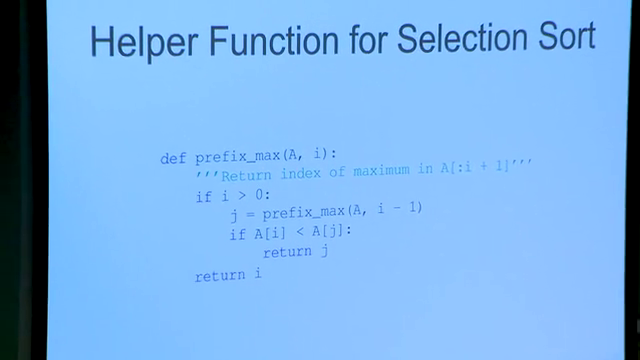 Helper Function for Selection Sort
def prefix_max(A, i):
'''Return index of maximum in A[:i + 1]'''
if i > 0:
j = prefix_max(A, i - 1)
if A[i] < A[j]:
return j
return i